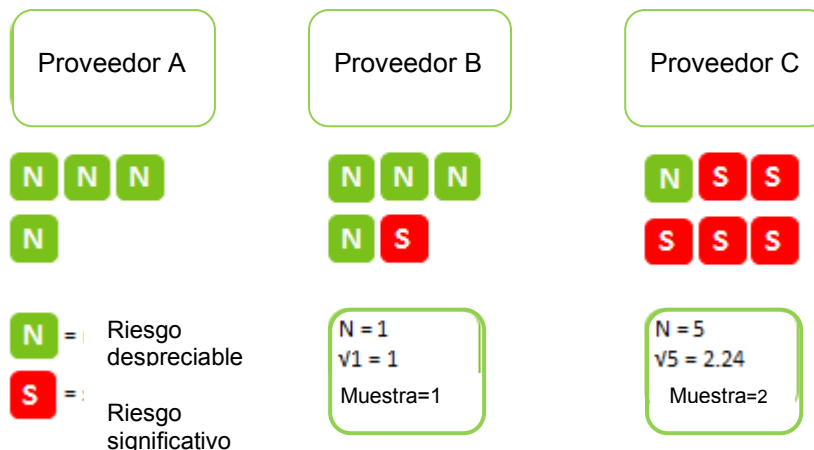 Proveedor A
Proveedor B
Proveedor C
N N N
N N N
N S S
N
N S
S S S
N = Riesgo despreciable
S = Riesgo significativo
N = 1
√1 = 1
Muestra=1
N = 5
√5 = 2.24
Muestra=2